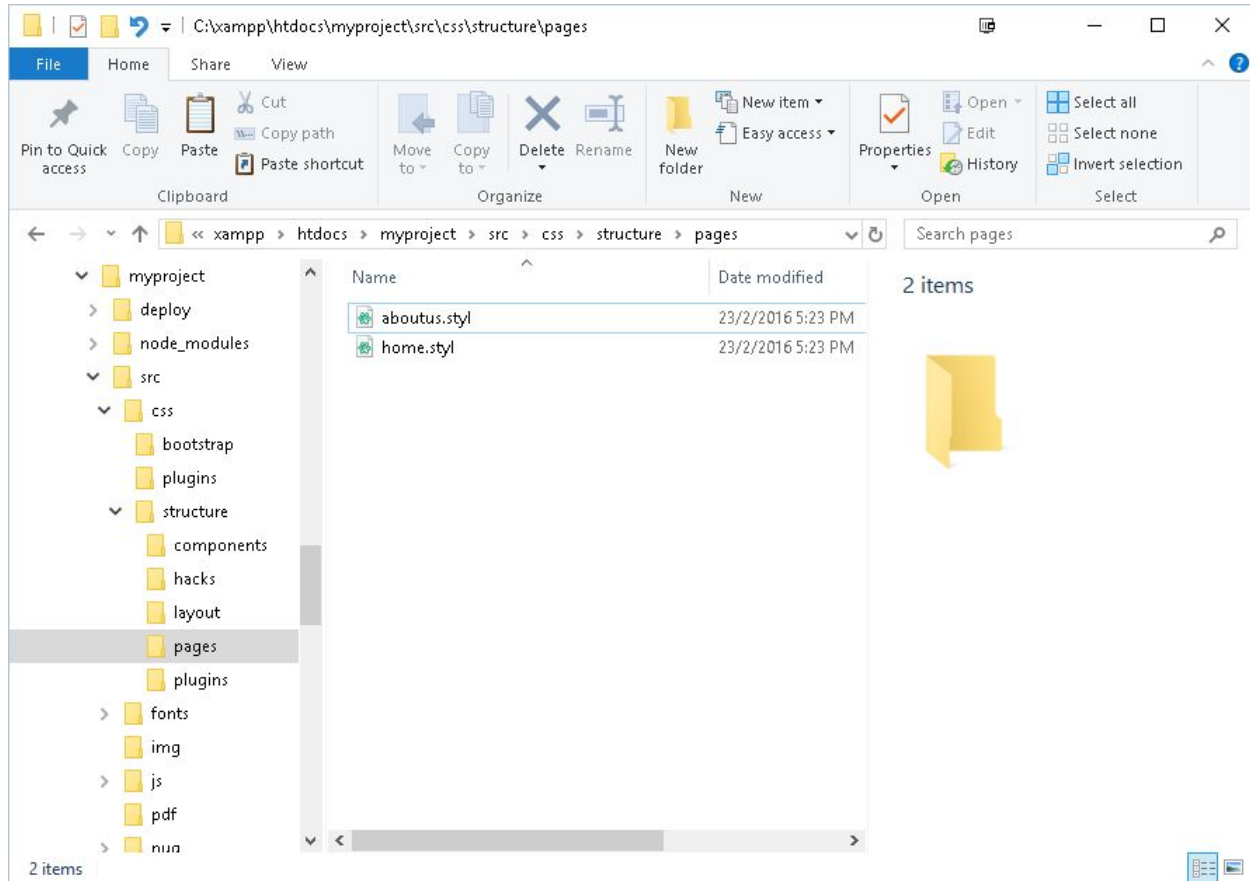 C:\xampp\htdocs\myproject\src\css\structure\pages
File Home Share View
Pin to Quick access
Copy
Paste
Cut
Copy path
Paste shortcut
Clipboard
Move to
Copy to
Delete
Rename
Organize
New folder
New item
Easy access
New
Properties
Open
Edit
History
Open
Select all
Select none
Invert selection
Select
« xampp > htdocs > myproject > src > css > structure > pages
Search pages
myproject
deploy
node_modules
src
css
bootstrap
plugins
structure
components
hacks
layout
pages
plugins
fonts
img
js
pdf
Name Date modified
aboutus.styl 23/2/2016 5:23 PM
home.styl 23/2/2016 5:23 PM
2 items
2 items